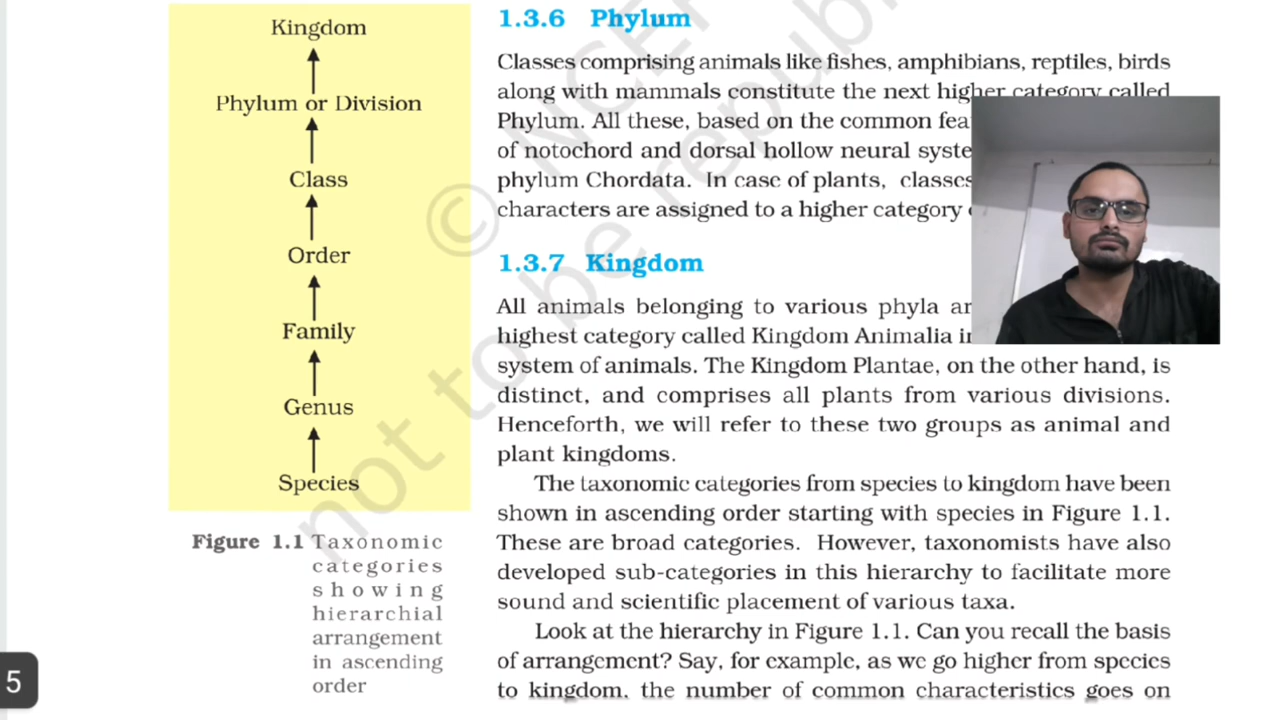 Kingdom
Phylum or Division
Class
Order
Family
Genus
Species
Figure 1.1 Taxonomic
categories
showing
hierarchial
arrangement
in ascending
order
1.3.6 Phylum
Classes comprising animals like fishes, amphibians, reptiles, birds
along with mammals constitute the next higher category called
Phylum. All these, based on the common fea
of notochord and dorsal hollow neural syste
phylum Chordata. In case of plants, classes
characters are assigned to a higher category
1.3.7 Kingdom
All animals belonging to various phyla ar
highest category called Kingdom Animalia in
system of animals. The Kingdom Plantae, on the other hand, is
distinct, and comprises all plants from various divisions.
Henceforth, we will refer to these two groups as animal and
plant kingdoms.
The taxonomic categories from species to kingdom have been
shown in ascending order starting with species in Figure 1.1.
These are broad categories. However, taxonomists have also
developed sub-categories in this hierarchy to facilitate more
sound and scientific placement of various taxa.
Look at the hierarchy in Figure 1.1. Can you recall the basis
of arrangement? Say, for example, as we go higher from species
to kingdom, the number of common characteristics goes on
© NCER
not to be republi
5